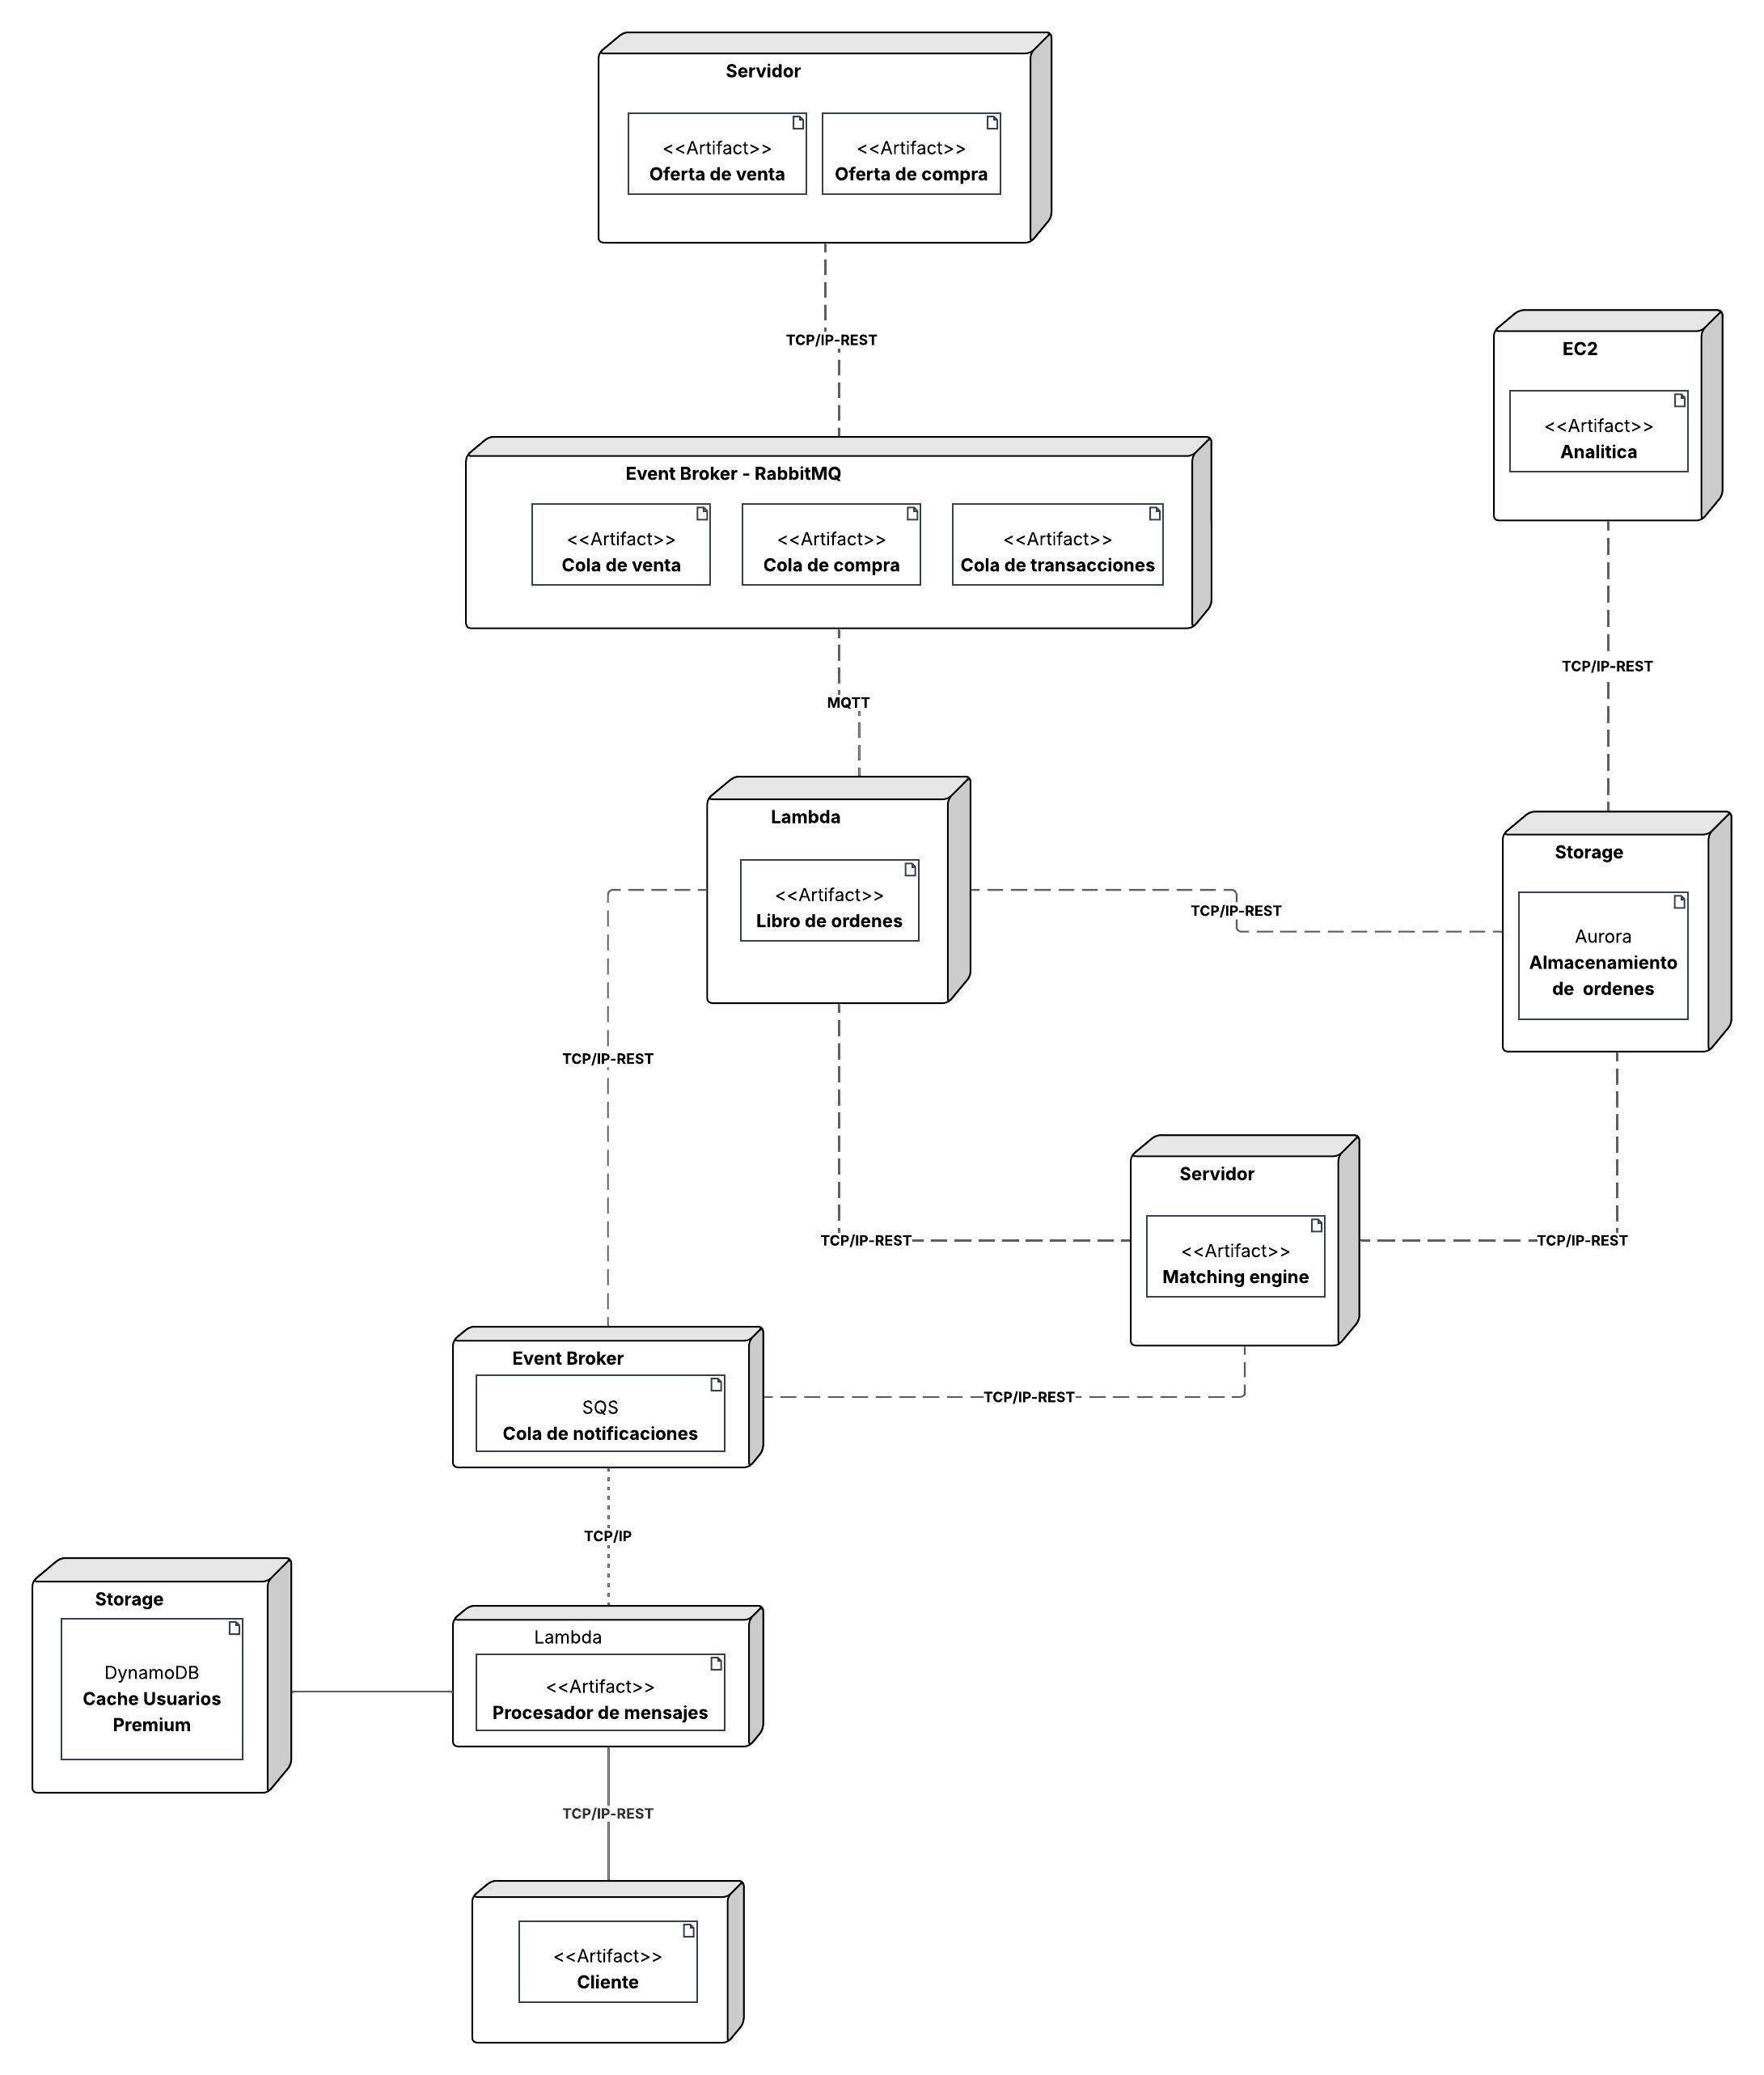 Servidor
<<Artifact>>
Oferta de venta
<<Artifact>>
Oferta de compra
TCP/IP-REST
EC2
<<Artifact>>
Analitica
Event Broker - RabbitMQ
<<Artifact>>
Cola de venta
<<Artifact>>
Cola de compra
<<Artifact>>
Cola de transacciones
TCP/IP-REST
MQTT
Lambda
<<Artifact>>
Libro de ordenes
Storage
Aurora
Almacenamiento
de ordenes
TCP/IP-REST
TCP/IP-REST
Servidor
<<Artifact>>
Matching engine
TCP/IP-REST
TCP/IP-REST
Event Broker
SQS
Cola de notificaciones
TCP/IP-REST
TCP/IP
Storage
DynamoDB
Cache Usuarios
Premium
Lambda
<<Artifact>>
Procesador de mensajes
TCP/IP-REST
<<Artifact>>
Cliente